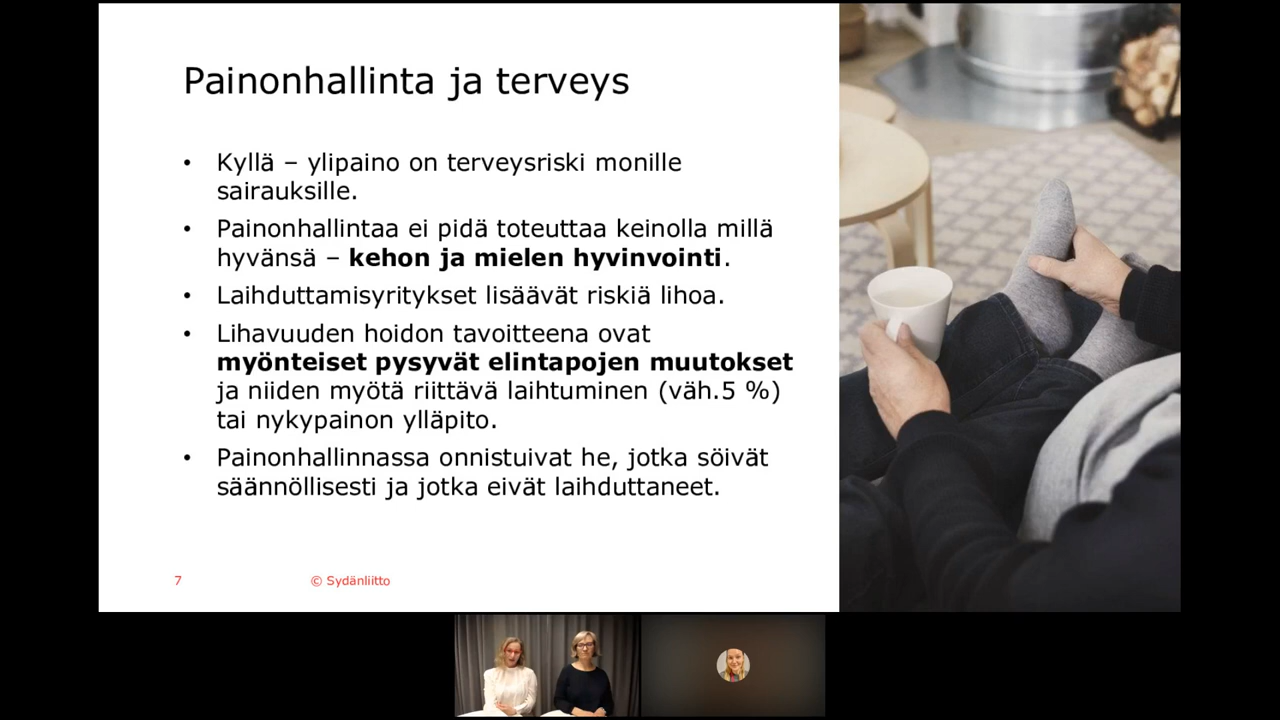 Painonhallinta ja terveys
• Kyllä – ylipaino on terveysriski monille
sairauksille.
• Painonhallintaa ei pidä toteuttaa keinolla millä
hyvänsä – kehon ja mielen hyvinvointi.
• Laihduttamisyritykset lisäävät riskiä lihoa.
• Lihavuuden hoidon tavoitteena ovat
myönteiset pysyvät elintapojen muutokset
ja niiden myötä riittävä laihtuminen (väh.5 %)
tai nykypainon ylläpito.
• Painonhallinnassa onnistuivat he, jotka söivät
säännöllisesti ja jotka eivät laihduttaneet.
7 © Sydänliitto